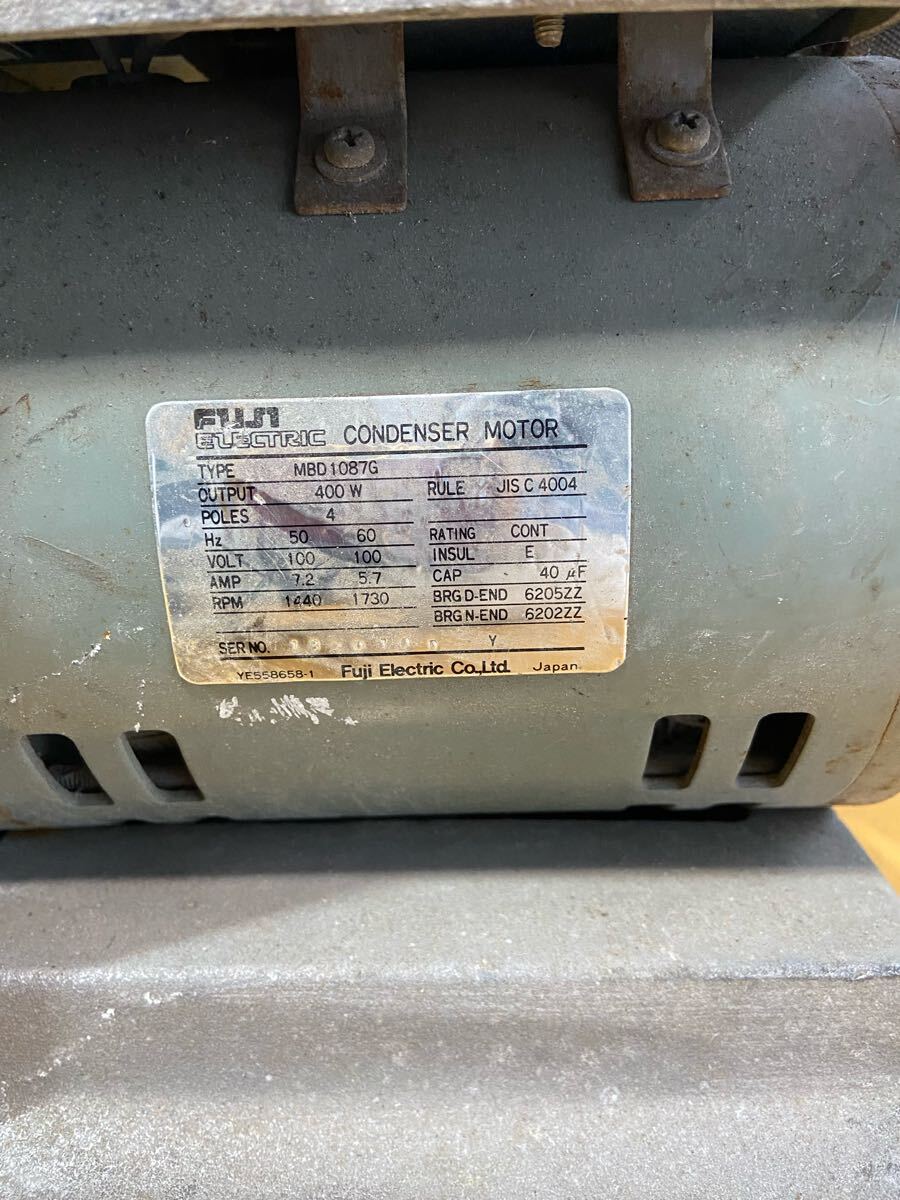 FUJI
ELECTRIC CONDENSER MOTOR
TYPE MBD1087G
OUTPUT 400 W RULE JIS C 4004
POLES 4
Hz 50 60 RATING CONT
VOLT 100 100 INSUL E
AMP 7.2 5.7 CAP 40 µF
RPM 1440 1730 BRG D-END 6205ZZ
BRG N-END 6202ZZ
SER NO. Y
YE558658-1 Fuji Electric Co.,Ltd. Japan